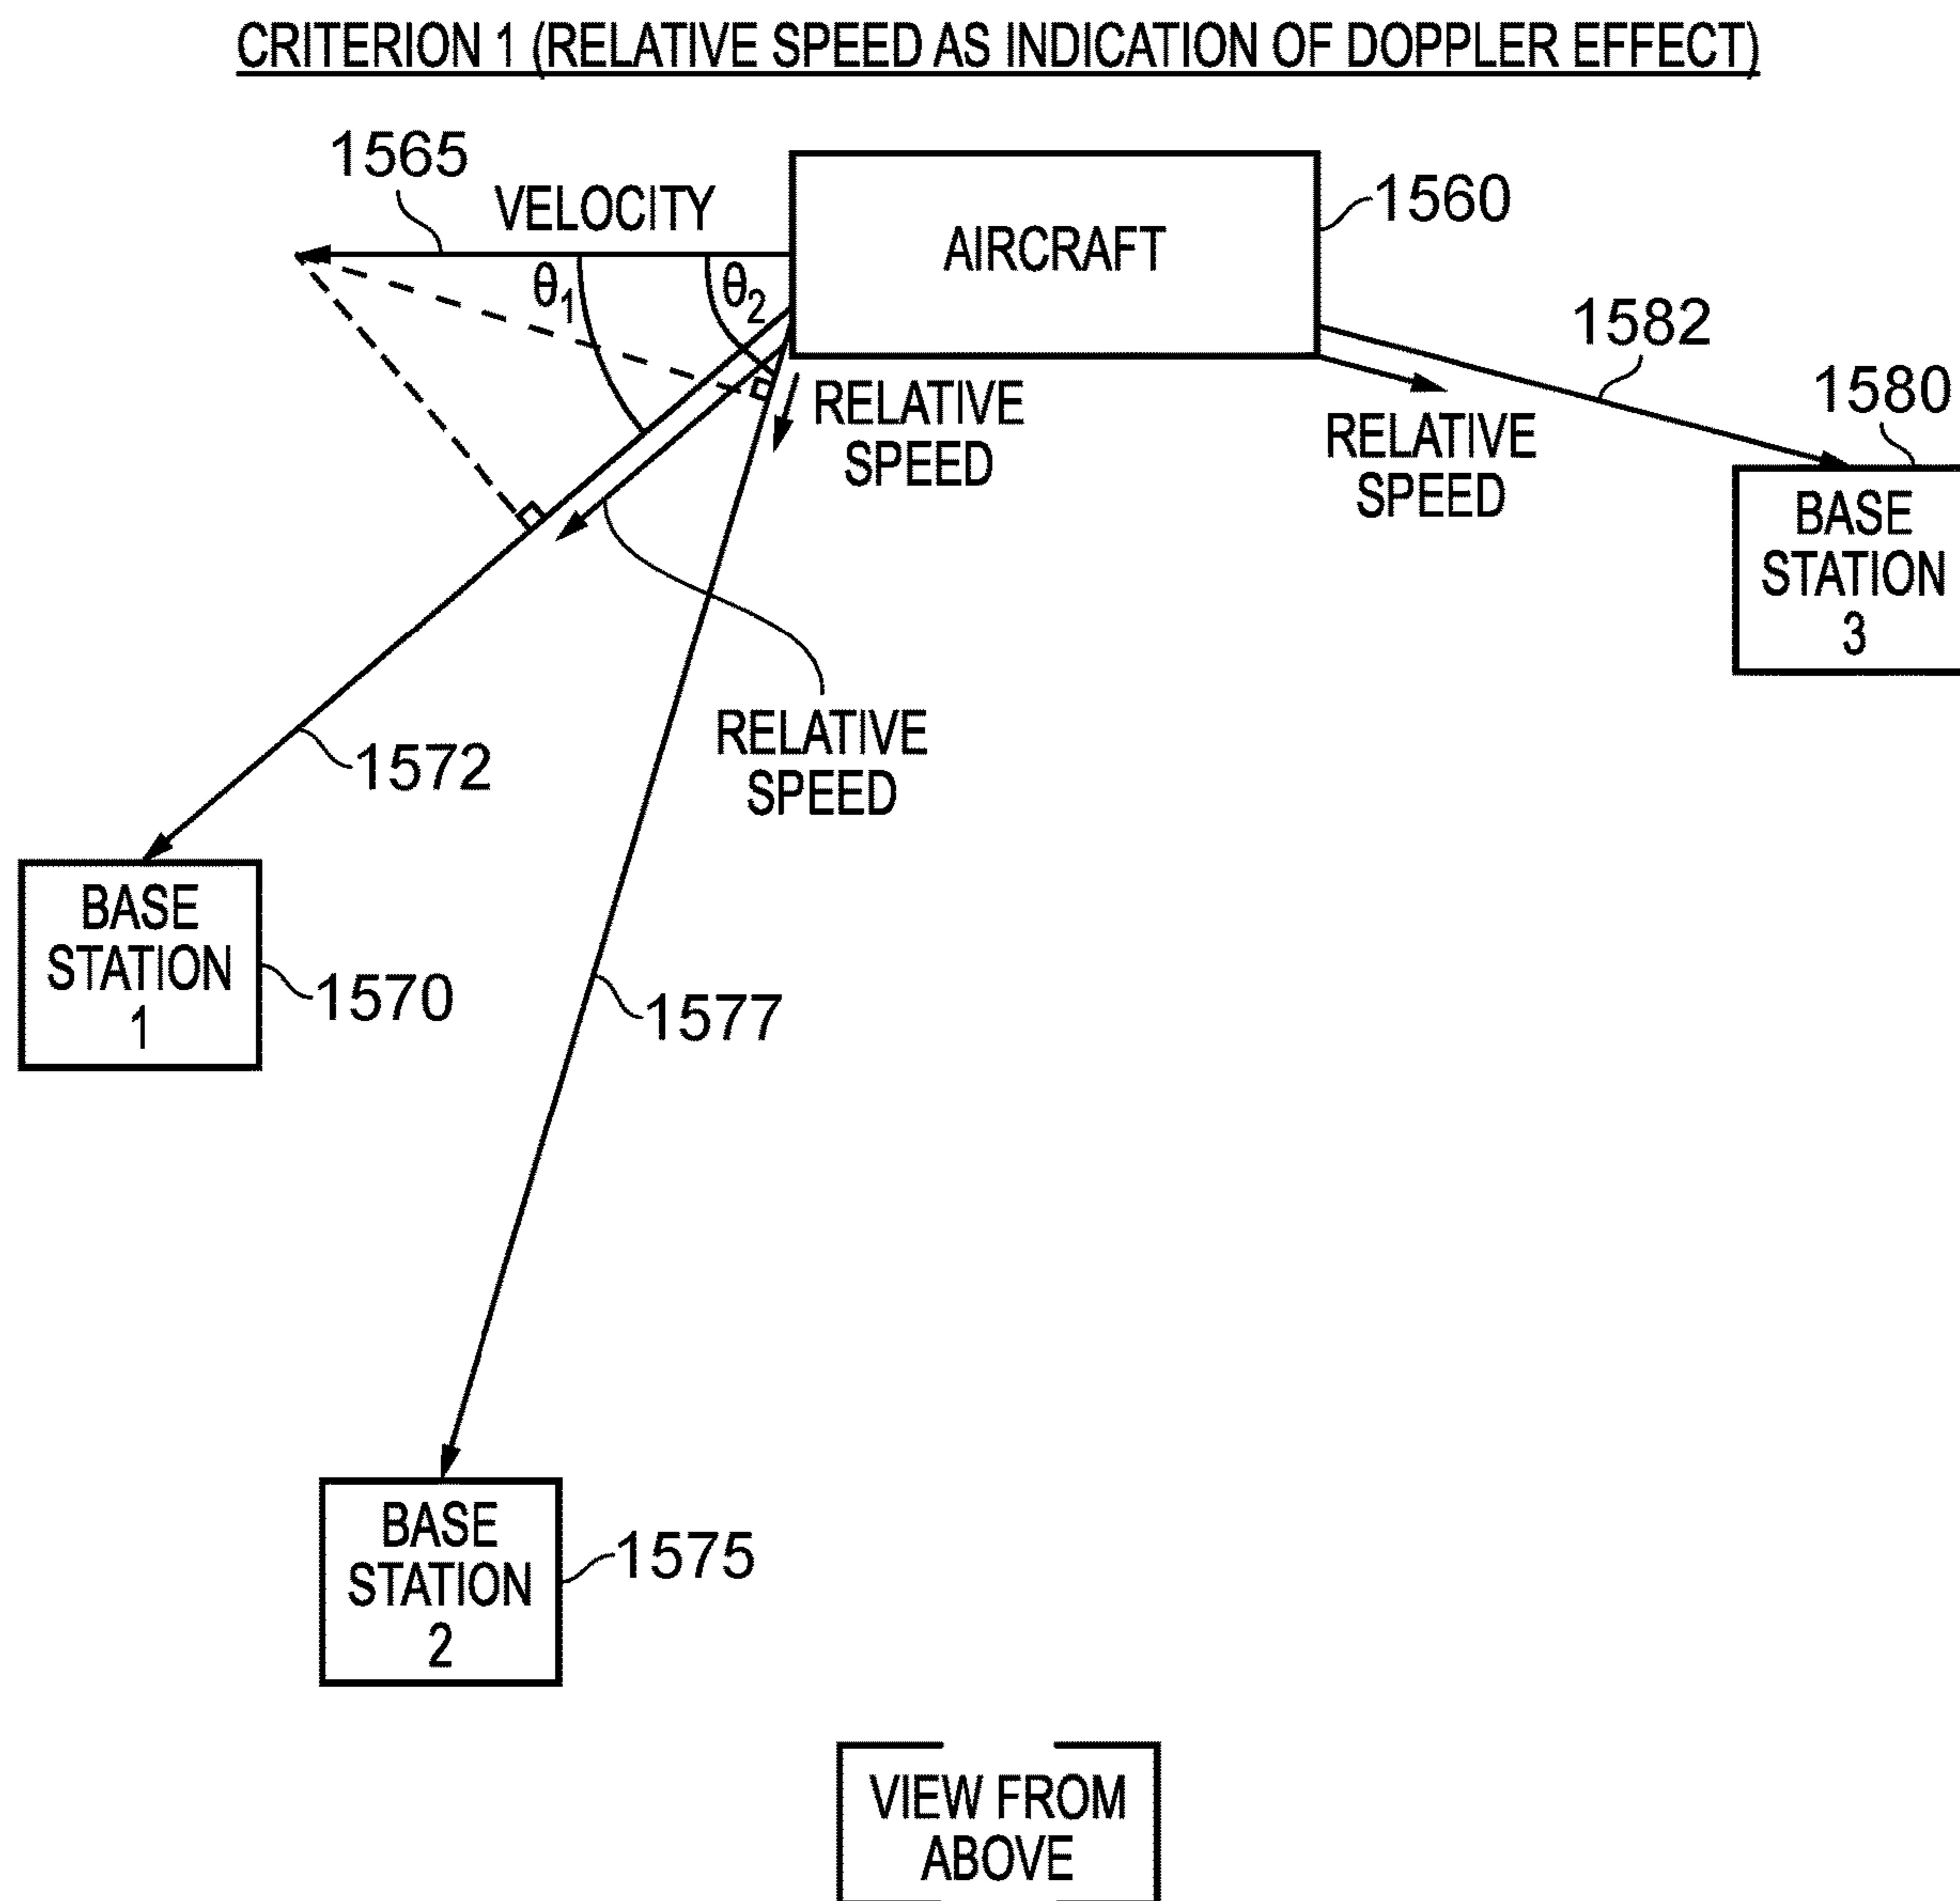 CRITERION 1 (RELATIVE SPEED AS INDICATION OF DOPPLER EFFECT)
1565
VELOCITY
AIRCRAFT
1560
θ1
θ2
1582
RELATIVE
SPEED
RELATIVE
SPEED
1580
BASE
STATION
3
RELATIVE
SPEED
1572
BASE
STATION
1
1570
1577
BASE
STATION
2
1575
VIEW FROM
ABOVE